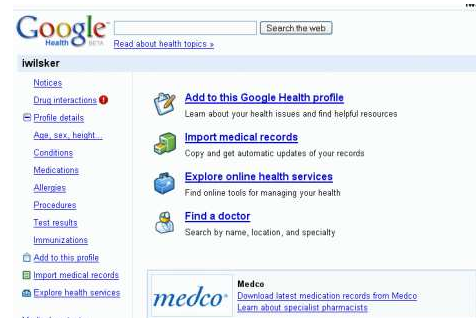 Google
Health BETA
Search the web
Read about health topics »
iwilsker
Notices
Drug interactions
Profile details
Age, sex, height...
Conditions
Medications
Allergies
Procedures
Test results
Immunizations
Add to this profile
Import medical records
Explore health services
Add to this Google Health profile
Learn about your health issues and find helpful resources
Import medical records
Copy and get automatic updates of your records
Explore online health services
Find online tools for managing your health
Find a doctor
Search by name, location, and specialty
medco
Medco
Download latest medication records from Medco
Learn about specialist pharmacists